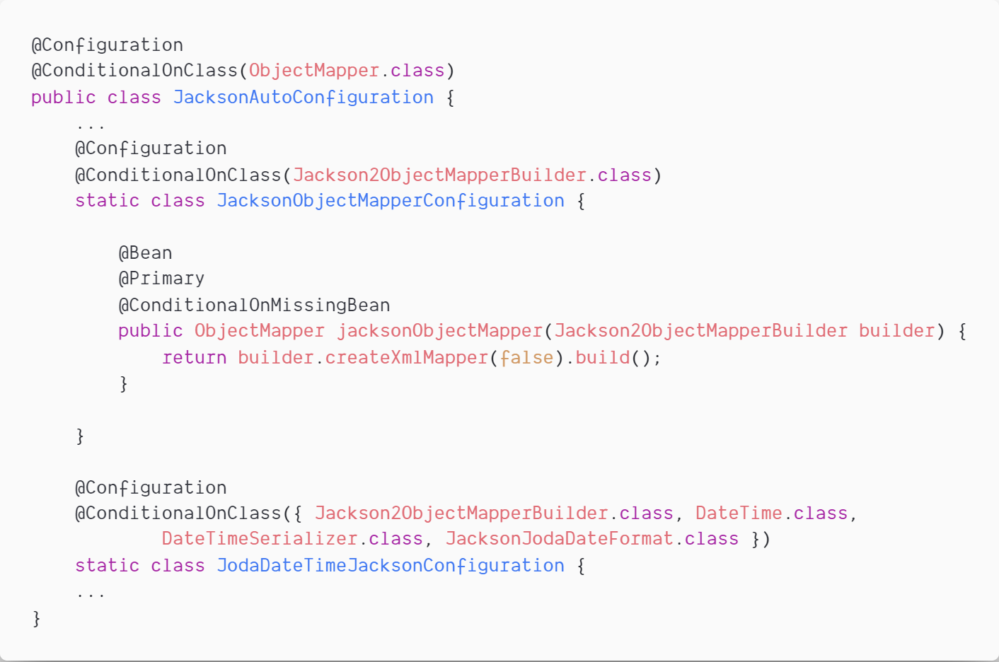 @Configuration
@ConditionalOnClass(ObjectMapper.class)
public class JacksonAutoConfiguration {
    ...
    @Configuration
    @ConditionalOnClass(Jackson2ObjectMapperBuilder.class)
    static class JacksonObjectMapperConfiguration {

        @Bean
        @Primary
        @ConditionalOnMissingBean
        public ObjectMapper jacksonObjectMapper(Jackson2ObjectMapperBuilder builder) {
            return builder.createXmlMapper(false).build();
        }

    }

    @Configuration
    @ConditionalOnClass({ Jackson2ObjectMapperBuilder.class, DateTime.class,
            DateTimeSerializer.class, JacksonJodaDateFormat.class })
    static class JodaDateTimeJacksonConfiguration {
    ...
}